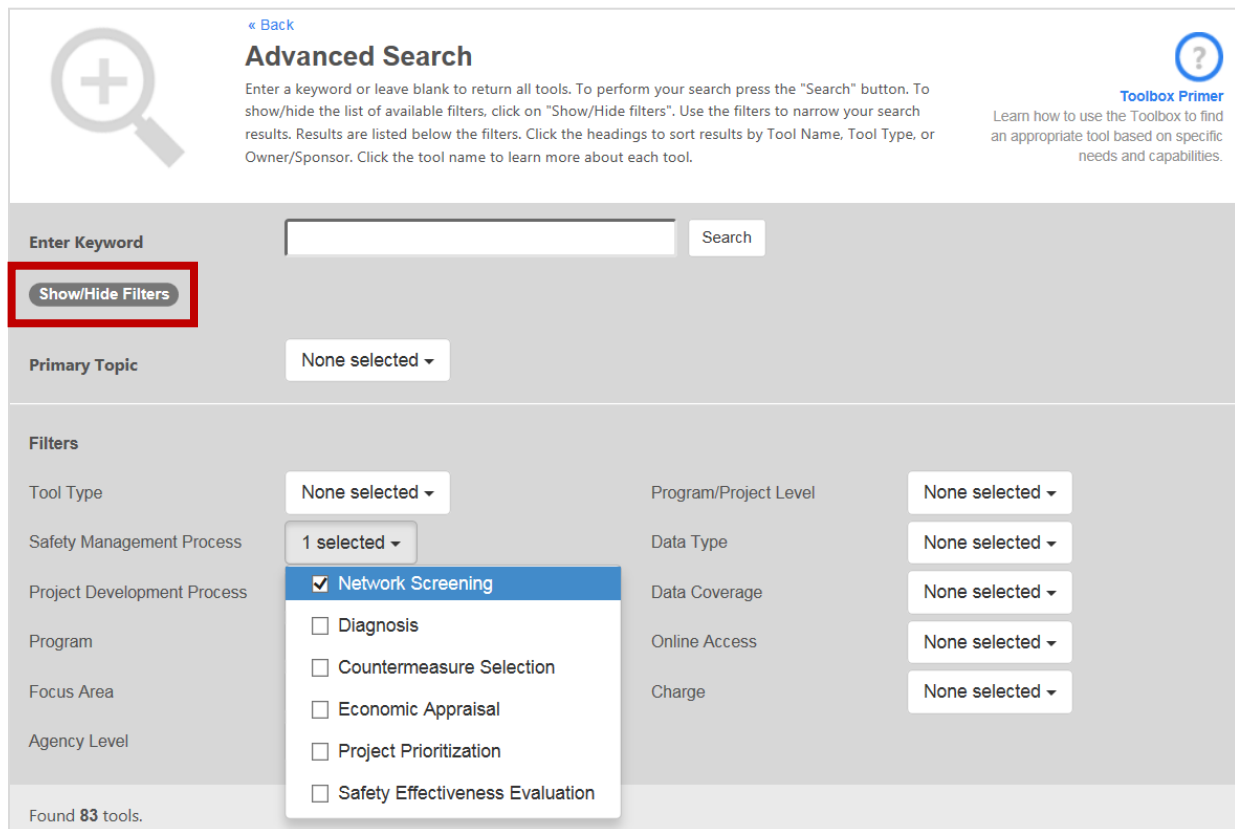 « Back
Advanced Search
Enter a keyword or leave blank to return all tools. To perform your search press the "Search" button. To
show/hide the list of available filters, click on "Show/Hide filters". Use the filters to narrow your search
results. Results are listed below the filters. Click the headings to sort results by Tool Name, Tool Type, or
Owner/Sponsor. Click the tool name to learn more about each tool.
?
Toolbox Primer
Learn how to use the Toolbox to find
an appropriate tool based on specific
needs and capabilities.
Enter Keyword
Search
Show/Hide Filters
Primary Topic
None selected
Filters
Tool Type
None selected
Program/Project Level
None selected
Safety Management Process
1 selected
Data Type
None selected
Project Development Process
Network Screening
Data Coverage
None selected
Program
Diagnosis
Online Access
None selected
Countermeasure Selection
Focus Area
Economic Appraisal
Charge
None selected
Agency Level
Project Prioritization
Safety Effectiveness Evaluation
Found 83 tools.